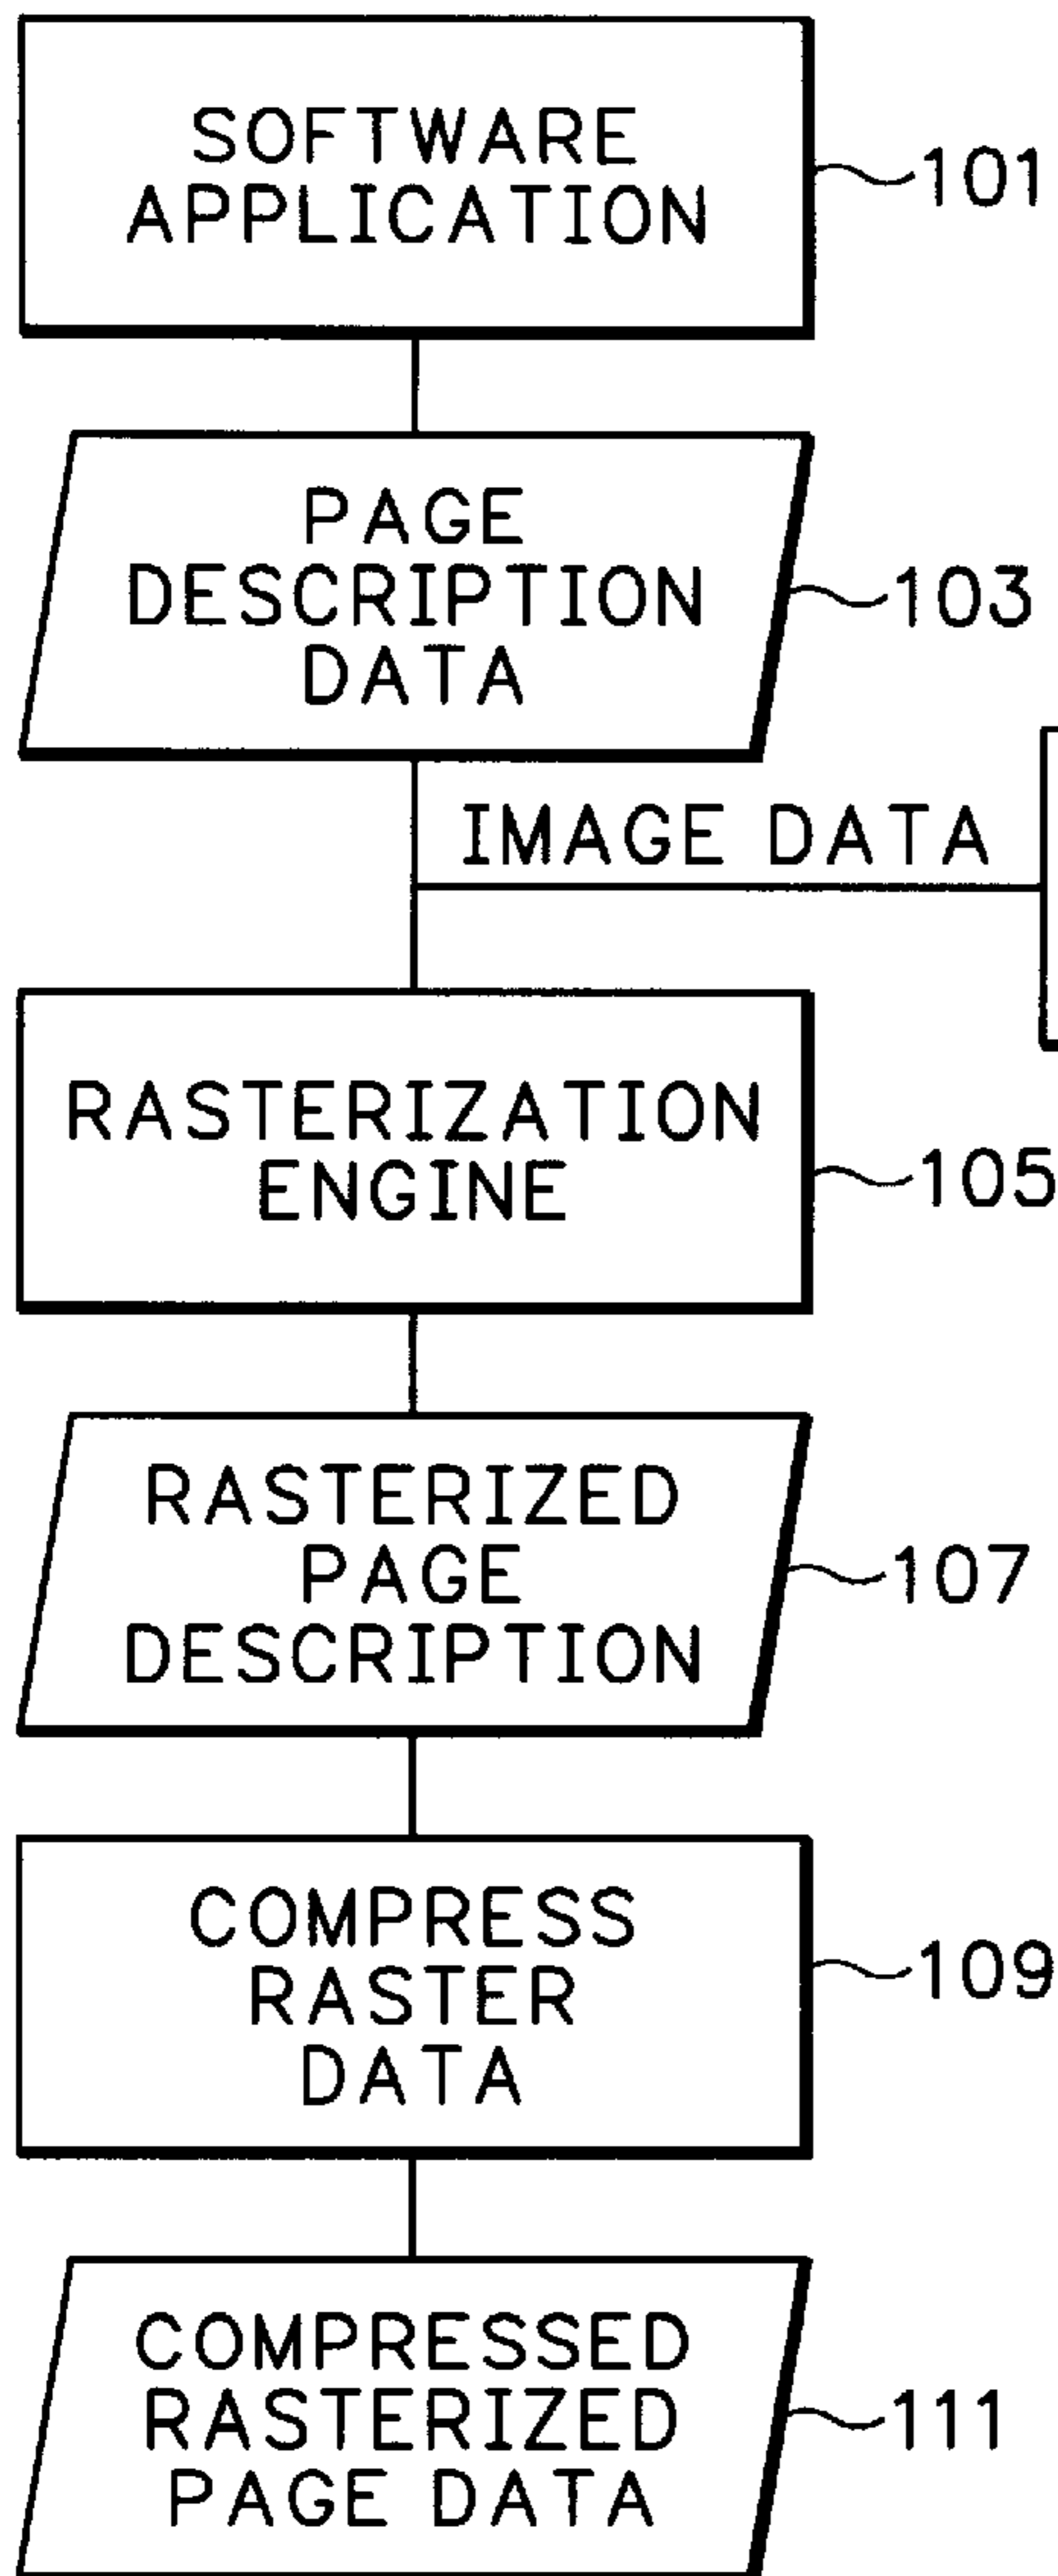 SOFTWARE
APPLICATION
101
PAGE
DESCRIPTION
DATA
103
IMAGE DATA
RASTERIZATION
ENGINE
105
RASTERIZED
PAGE
DESCRIPTION
107
COMPRESS
RASTER
DATA
109
COMPRESSED
RASTERIZED
PAGE DATA
111